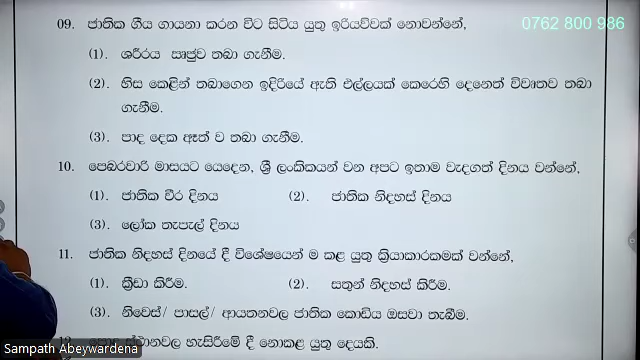 0762 800 986
09. ජාතික ගීය ගායනා කරන විට සිටිය යුතු ඉරියව්වක් නොවන්නේ,
(1). ශරීරය සෘජුව තබා ගැනීම.
(2). හිස කෙළින් තබාගෙන ඉදිරියේ ඇති එල්ලයක් කෙරෙහි දෙනෙත් විවෘතව තබා
ගැනීම.
(3). පාද දෙක ඈත් ව තබා ගැනීම.
10. පෙබරවාරි මාසයට යෙදෙන, ශ්‍රී ලංකිකයන් වන අපට ඉතාම වැදගත් දිනය වන්නේ,
(1). ජාතික වීර දිනය (2). ජාතික නිදහස් දිනය
(3). ලෝක තැපැල් දිනය
11. ජාතික නිදහස් දිනයේ දී විශේෂයෙන් ම කළ යුතු ක්‍රියාකාරකමක් වන්නේ,
(1). ක්‍රීඩා කිරීම. (2). සතුන් නිදහස් කිරීම.
(3). නිවෙස්/ පාසල්/ ආයතනවල ජාතික කොඩිය ඔසවා තැබීම.
හැසිරීමේ දී නොකළ යුතු දෙයකි.
Sampath Abeywardena